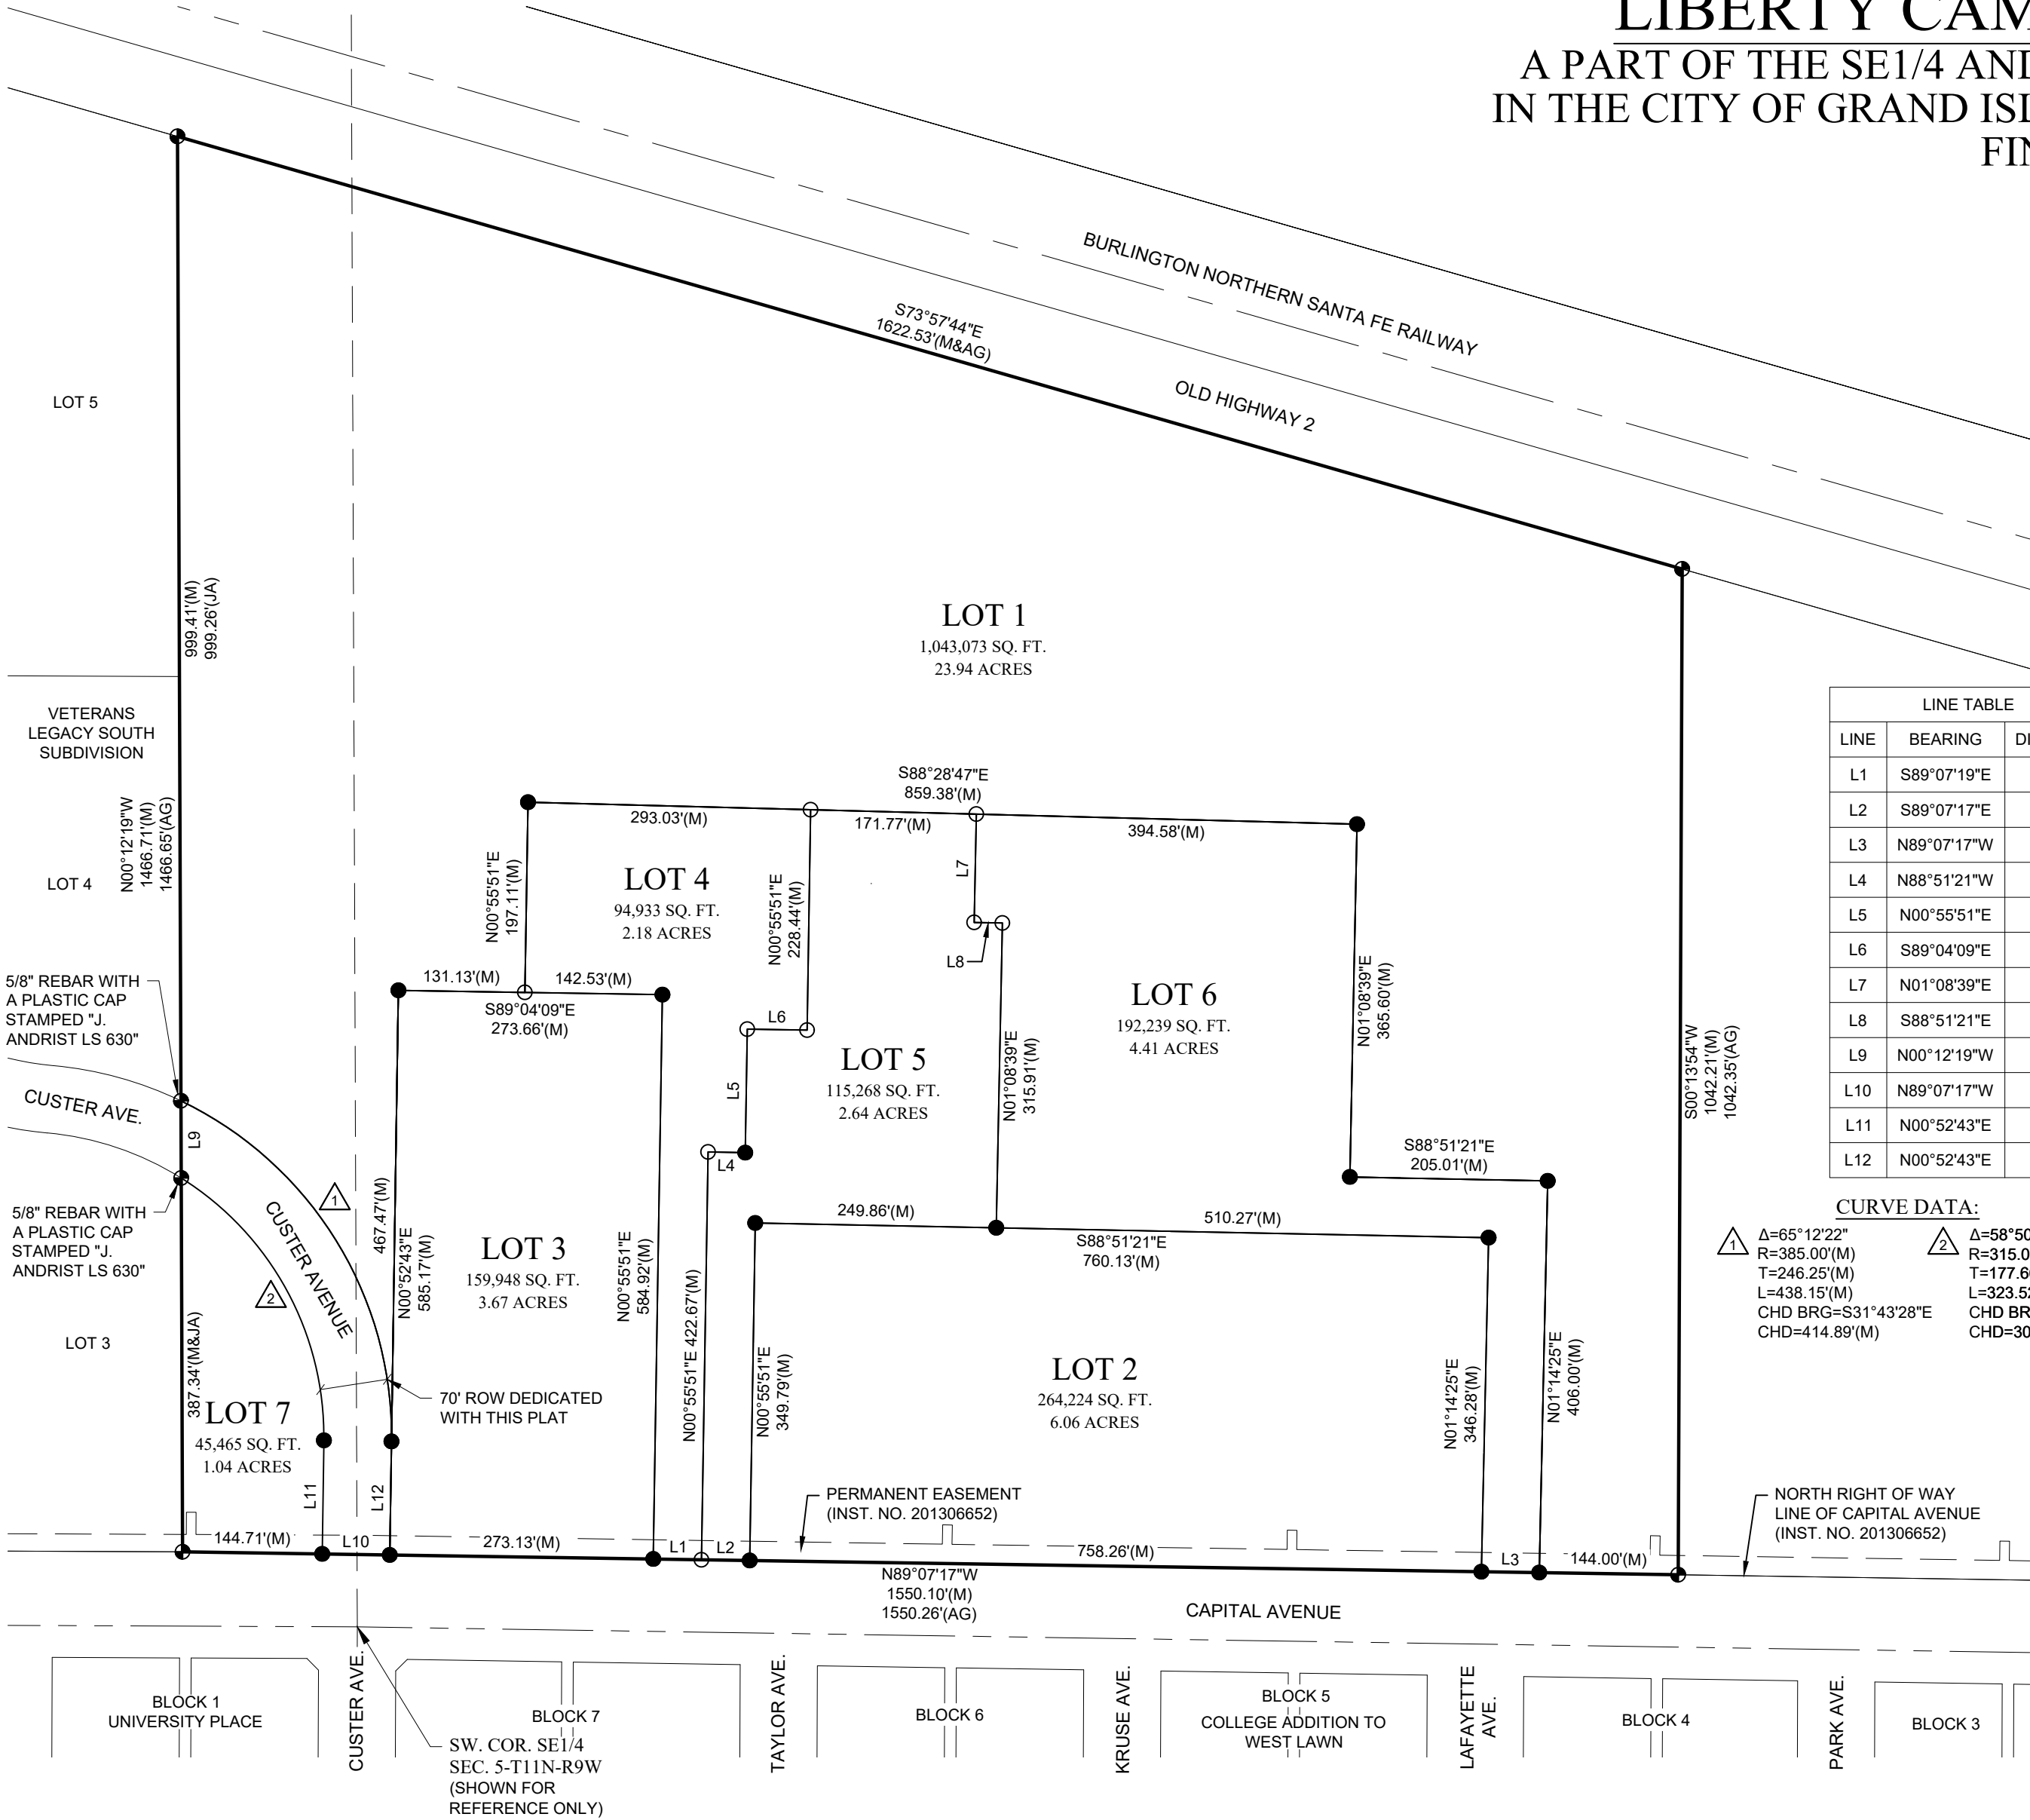 LIBERTY CAM
A PART OF THE SE1/4 AND
IN THE CITY OF GRAND ISL
FIN
BURLINGTON NORTHERN SANTA FE RAILWAY
S73°57'44"E
1622.53'(M&AG)
OLD HIGHWAY 2
LOT 5
999.41'(M)
999.26'(JA)
LOT 1
1,043,073 SQ. FT.
23.94 ACRES
VETERANS
LEGACY SOUTH
SUBDIVISION
N00°12'19"W
1466.71'(M)
1466.65'(AG)
LOT 4
S88°28'47"E
859.38'(M)
293.03'(M)
171.77'(M)
394.58'(M)
N00°55'51"E
197.11'(M)
LOT 4
94,933 SQ. FT.
2.18 ACRES
N00°55'51"E
228.44'(M)
L7
L8
131.13'(M)
142.53'(M)
S89°04'09"E
273.66'(M)
L6
LOT 6
192,239 SQ. FT.
4.41 ACRES
N01°08'39"E
365.60'(M)
5/8" REBAR WITH
A PLASTIC CAP
STAMPED "J.
ANDRIST LS 630"
LOT 5
115,268 SQ. FT.
2.64 ACRES
N01°08'39"E
315.91'(M)
L5
L4
S00°13'54"W
1042.21'(M)
1042.35'(AG)
CUSTER AVE.
L9
S88°51'21"E
205.01'(M)
5/8" REBAR WITH
A PLASTIC CAP
STAMPED "J.
ANDRIST LS 630"
1
2
CUSTER AVENUE
467.47'(M)
N00°52'43"E
585.17'(M)
LOT 3
159,948 SQ. FT.
3.67 ACRES
N00°55'51"E
584.92'(M)
N00°55'51"E 422.67'(M)
249.86'(M)
510.27'(M)
S88°51'21"E
760.13'(M)
N00°55'51"E
349.79'(M)
LOT 2
264,224 SQ. FT.
6.06 ACRES
N01°14'25"E
346.28'(M)
N01°14'25"E
406.00'(M)
LOT 3
387.34'(M&JA)
LOT 7
45,465 SQ. FT.
1.04 ACRES
70' ROW DEDICATED
WITH THIS PLAT
L11
L12
PERMANENT EASEMENT
(INST. NO. 201306652)
NORTH RIGHT OF WAY
LINE OF CAPITAL AVENUE
(INST. NO. 201306652)
144.71'(M)
L10
273.13'(M)
L1
L2
758.26'(M)
L3
144.00'(M)
N89°07'17"W
1550.10'(M)
1550.26'(AG)
CAPITAL AVENUE
LINE TABLE
LINE BEARING DI
L1 S89°07'19"E
L2 S89°07'17"E
L3 N89°07'17"W
L4 N88°51'21"W
L5 N00°55'51"E
L6 S89°04'09"E
L7 N01°08'39"E
L8 S88°51'21"E
L9 N00°12'19"W
L10 N89°07'17"W
L11 N00°52'43"E
L12 N00°52'43"E
CURVE DATA:
1
Δ=65°12'22"
R=385.00'(M)
T=246.25'(M)
L=438.15'(M)
CHD BRG=S31°43'28"E
CHD=414.89'(M)
2
Δ=58°50
R=315.0
T=177.6
L=323.52
CHD BR
CHD=30
BLOCK 1
UNIVERSITY PLACE
CUSTER AVE.
BLOCK 7
SW. COR. SE1/4
SEC. 5-T11N-R9W
(SHOWN FOR
REFERENCE ONLY)
TAYLOR AVE.
BLOCK 6
KRUSE AVE.
BLOCK 5
COLLEGE ADDITION TO
WEST LAWN
LAFAYETTE
AVE.
BLOCK 4
PARK AVE.
BLOCK 3